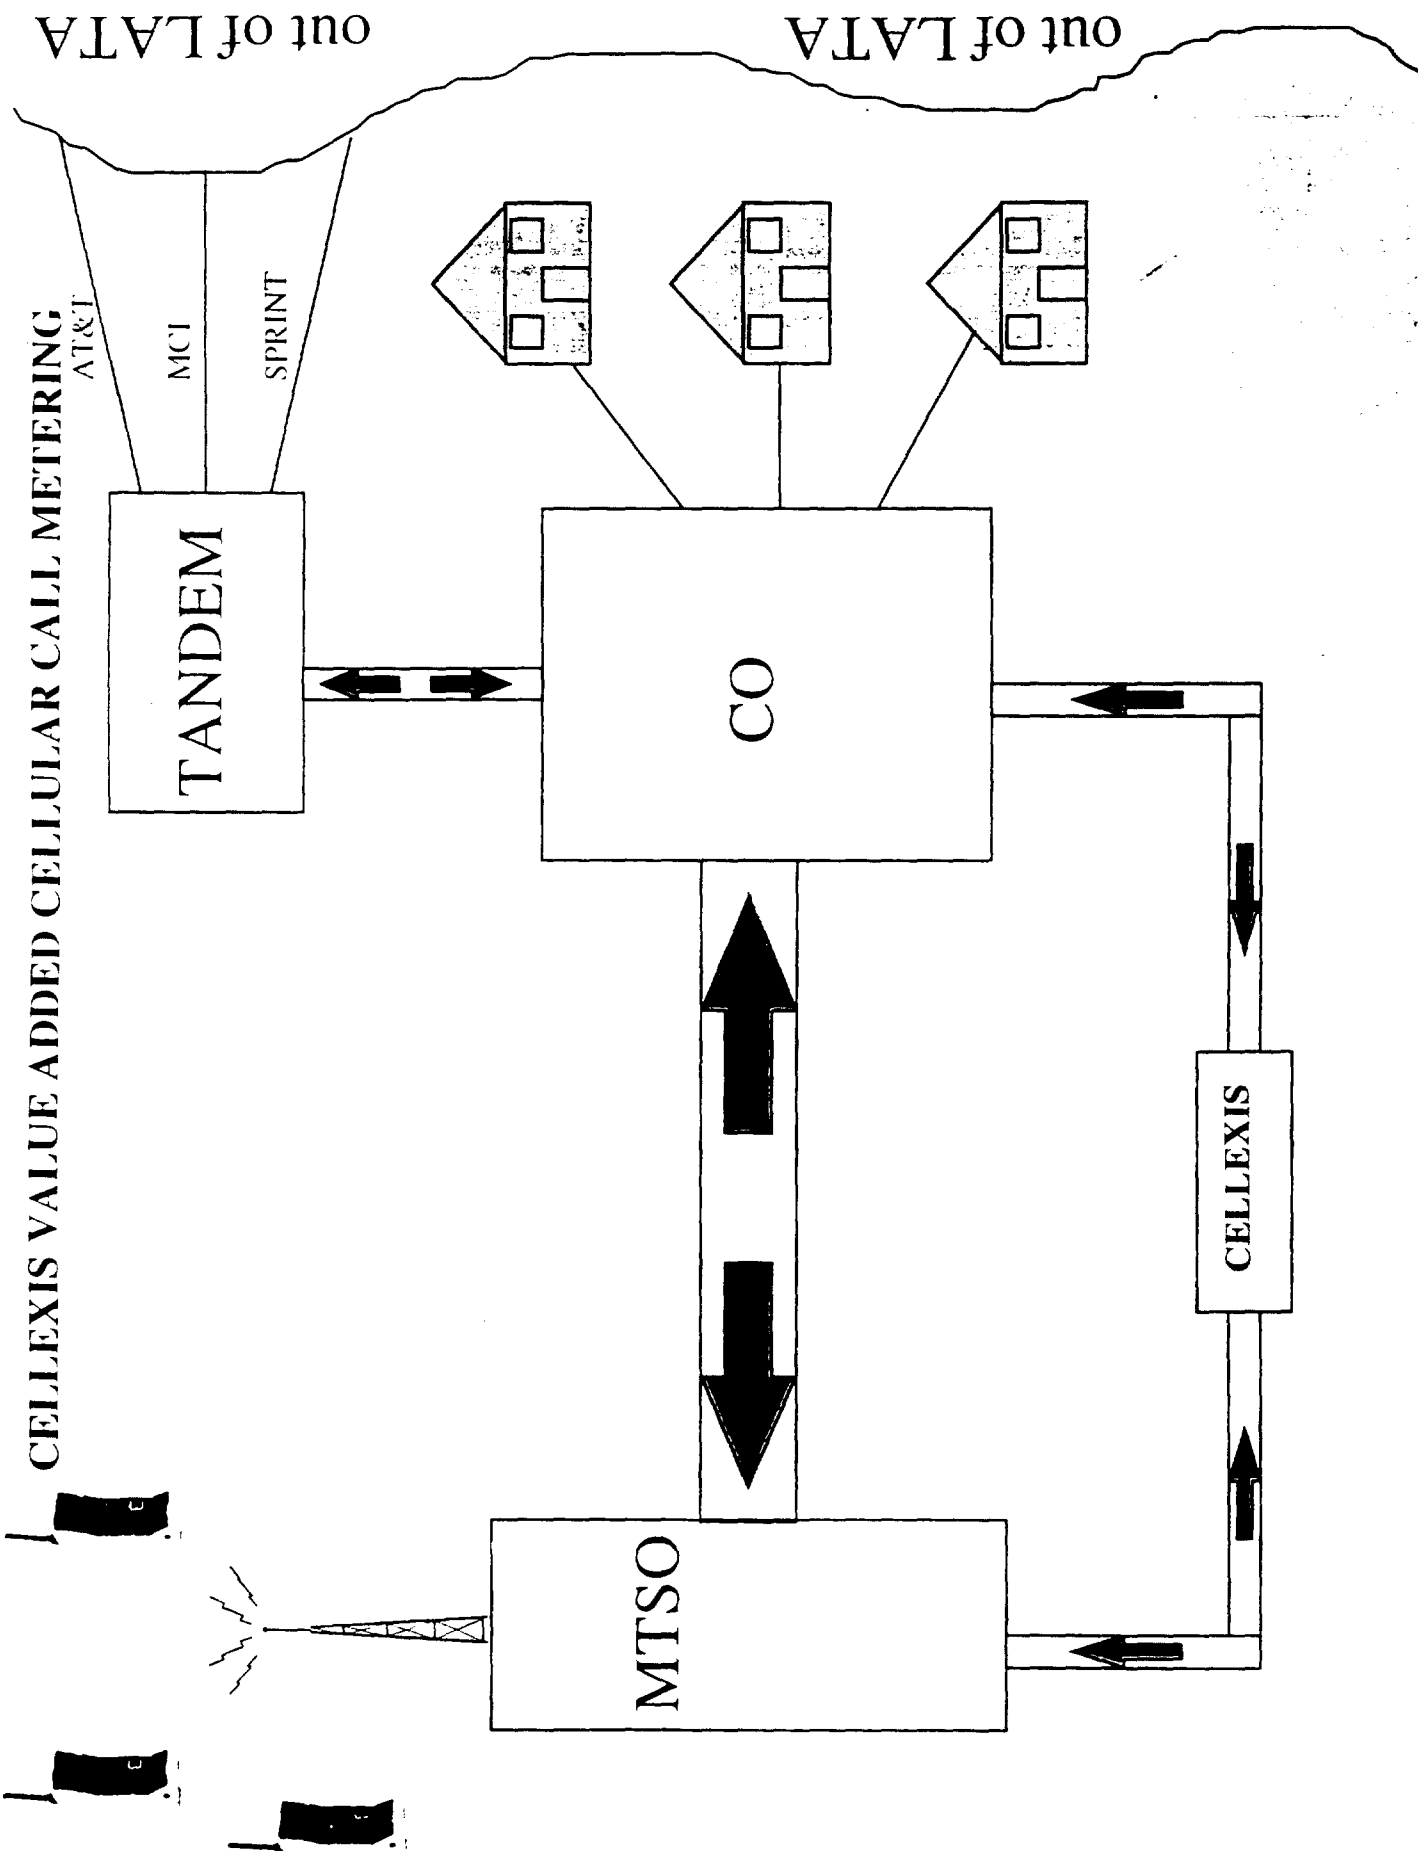 CELLEXIS VALUE ADDED CELLULAR CALL METERING
TANDEM
AT&T
MCI
SPRINT
out of LATA
out of LATA
MTSO
CO
CELLEXIS